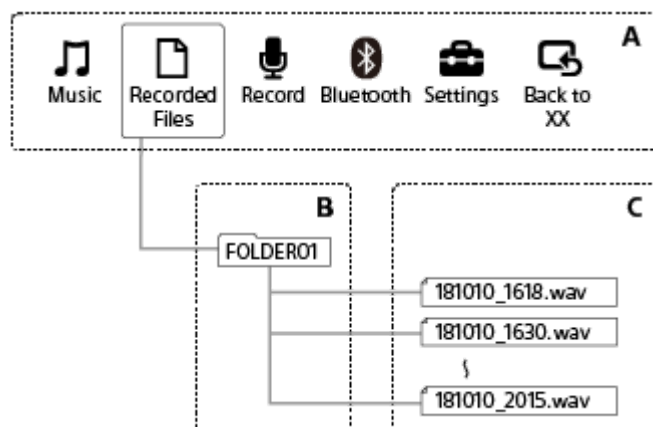 A
Music
Recorded
Files
Record
Bluetooth
Settings
Back to
XX
B
C
FOLDER01
181010_1618.wav
181010_1630.wav
181010_2015.wav